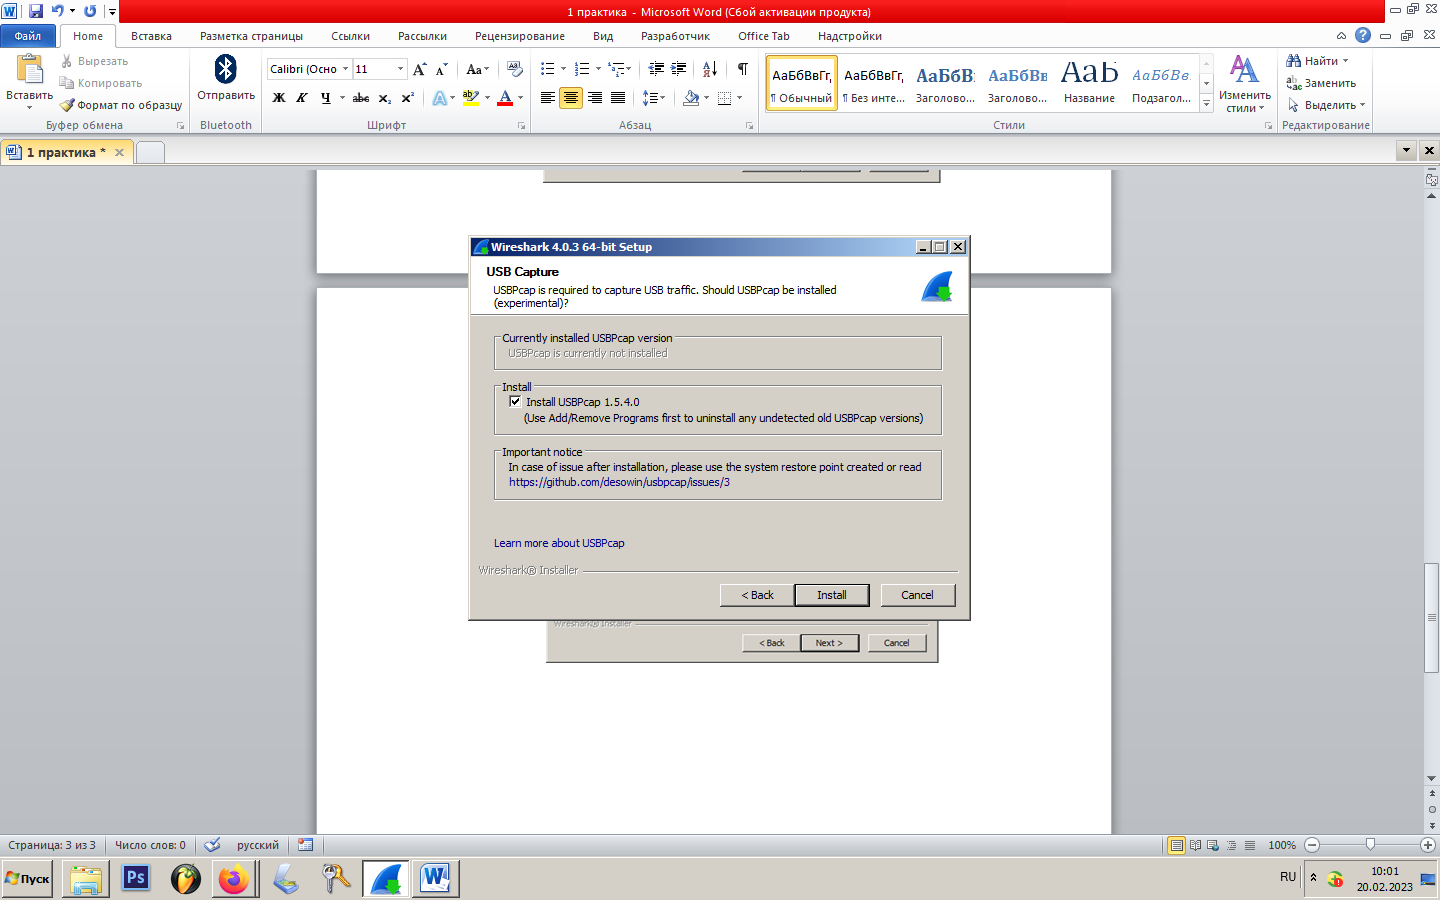 1 практика - Microsoft Word (Сбой активации продукта)
Файл Home Вставка Разметка страницы Ссылки Рассылки Рецензирование Вид Разработчик Office Tab Надстройки
Вставить
Вырезать
Копировать
Формат по образцу
Буфер обмена
Отправить
Bluetooth
Calibri (Осно 11
Ж К Ч abc x₂ x²
Шрифт
Абзац
АаБбВвГг, АаБбВвГг, АаБбВ АаБбВв АаБ АаБбВв.
¶ Обычный ¶ Без инте... Заголово... Заголово... Название Подзагол...
Стили
Изменить стили
Найти
Заменить
Выделить
Редактирование
1 практика *
Wireshark 4.0.3 64-bit Setup
USB Capture
USBPcap is required to capture USB traffic. Should USBPcap be installed
(experimental)?
Currently installed USBPcap version
USBPcap is currently not installed
Install
Install USBPcap 1.5.4.0
(Use Add/Remove Programs first to uninstall any undetected old USBPcap versions)
Important notice
In case of issue after installation, please use the system restore point created or read
https://github.com/desowin/usbpcap/issues/3
Learn more about USBPcap
Wireshark® Installer
< Back Install Cancel
Wireshark® Installer
< Back Next > Cancel
Страница: 3 из 3 Число слов: 0 русский 100%
Пуск Ps RU 10:01
20.02.2023